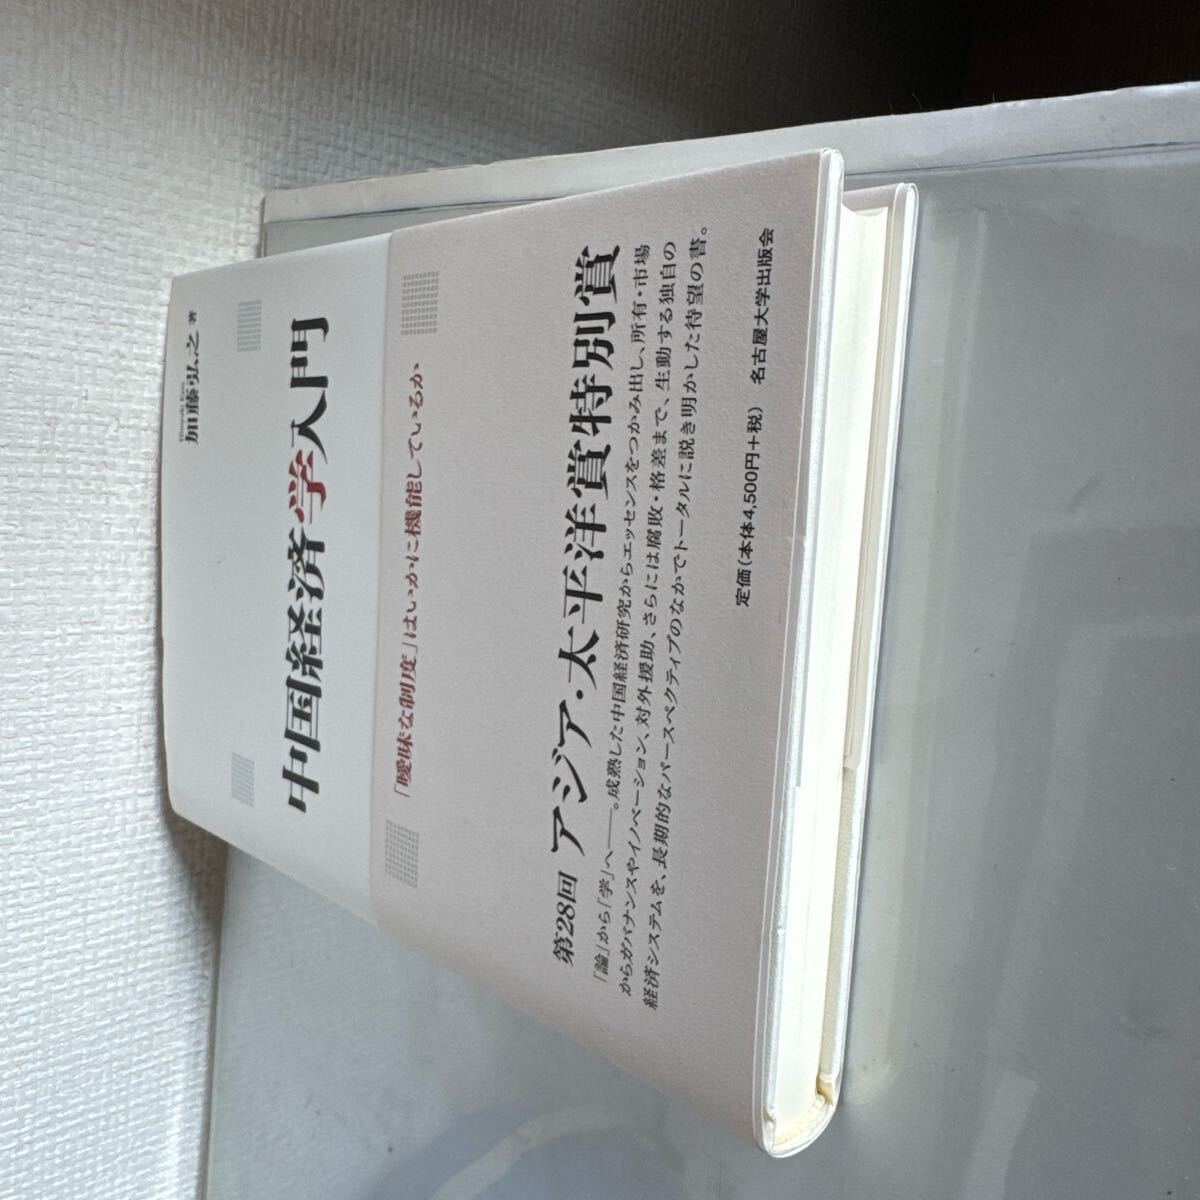 加藤弘之 著
中国経済学入門
「曖昧な制度」はいかに機能しているか
第28回 アジア・太平洋賞特別賞
「論」から「学」へ──。成熟した中国経済研究からエッセンスをつかみ出し、所有・市場
からガバナンスやイノベーション、対外援助、さらには腐敗・格差まで、生動する独自の
経済システムを、長期的なパースペクティブのなかでトータルに説き明かした待望の書。
定価(本体4,500円+税) 名古屋大学出版会